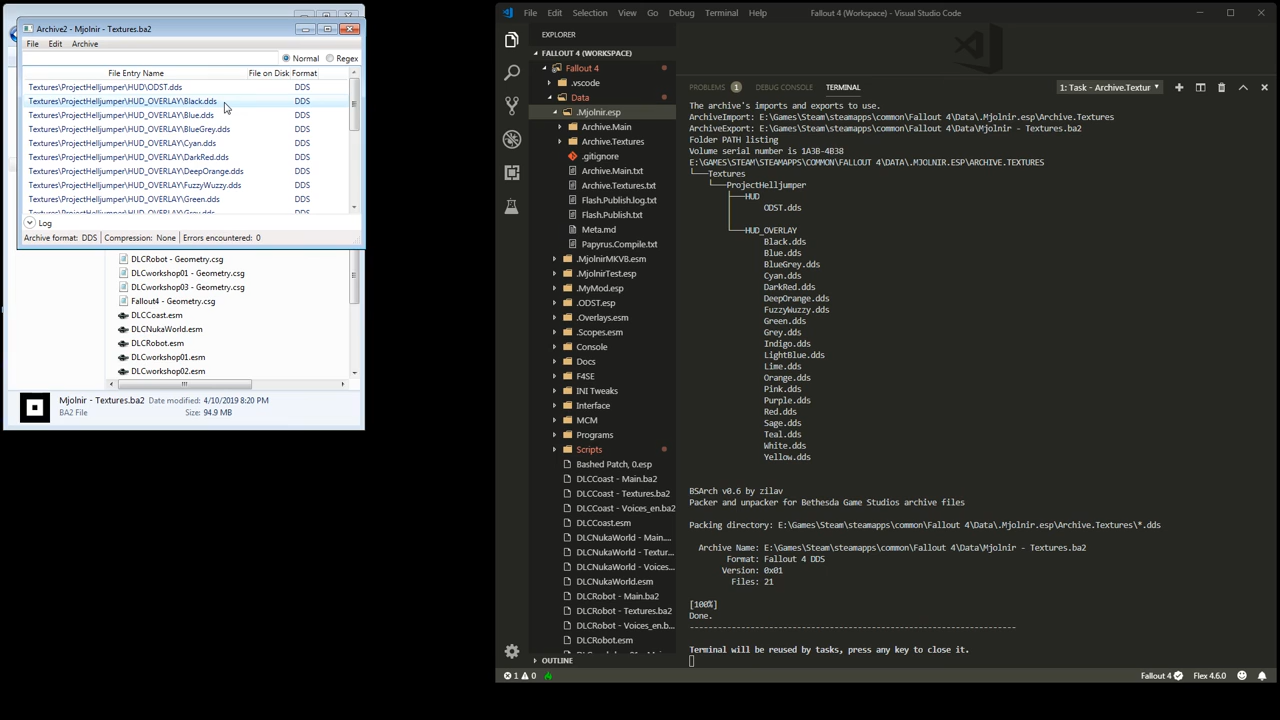 Archive2 - Mjolnir - Textures.ba2
File Edit Archive
Normal Regex
File Entry Name File on Disk Format
Textures\ProjectHelljumper\HUD\ODST.dds DDS
Textures\ProjectHelljumper\HUD_OVERLAY\Black.dds DDS
Textures\ProjectHelljumper\HUD_OVERLAY\Blue.dds DDS
Textures\ProjectHelljumper\HUD_OVERLAY\BlueGrey.dds DDS
Textures\ProjectHelljumper\HUD_OVERLAY\Cyan.dds DDS
Textures\ProjectHelljumper\HUD_OVERLAY\DarkRed.dds DDS
Textures\ProjectHelljumper\HUD_OVERLAY\DeepOrange.dds DDS
Textures\ProjectHelljumper\HUD_OVERLAY\FuzzyWuzzy.dds DDS
Textures\ProjectHelljumper\HUD_OVERLAY\Green.dds DDS
Log
Archive format: DDS Compression: None Errors encountered: 0
DLCRobot - Geometry.csg
DLCworkshop01 - Geometry.csg
DLCworkshop03 - Geometry.csg
Fallout4 - Geometry.csg
DLCCoast.esm
DLCNukaWorld.esm
DLCRobot.esm
DLCworkshop01.esm
DLCworkshop02.esm
Mjolnir - Textures.ba2 Date modified: 4/10/2019 8:20 PM
BA2 File Size: 94.9 MB
File Edit Selection View Go Debug Terminal Help Fallout 4 (Workspace) - Visual Studio Code
EXPLORER
FALLOUT 4 (WORKSPACE)
Fallout 4
.vscode
Data
.Mjolnir.esp
Archive.Main
Archive.Textures
.gitignore
Archive.Main.txt
Archive.Textures.txt
Flash.Publish.log.txt
Flash.Publish.txt
Meta.md
Papyrus.Compile.txt
.MjolnirMKVB.esm
.MjolnirTest.esp
.MyMod.esp
.ODST.esp
.Overlays.esm
.Scopes.esm
Console
Docs
F4SE
INI Tweaks
Interface
MCM
Programs
Scripts
Bashed Patch, 0.esp
DLCCoast - Main.ba2
DLCCoast - Textures.ba2
DLCCoast - Voices_en.ba2
DLCCoast.esm
DLCNukaWorld - Main....
DLCNukaWorld - Textur...
DLCNukaWorld - Voices...
DLCNukaWorld.esm
DLCRobot - Main.ba2
DLCRobot - Textures.ba2
DLCRobot - Voices_en.b...
DLCRobot.esm
OUTLINE
PROBLEMS 1 DEBUG CONSOLE TERMINAL 1: Task - Archive.Textur
The archive's imports and exports to use.
ArchiveImport: E:\Games\Steam\steamapps\common\Fallout 4\Data\.Mjolnir.esp\Archive.Textures
ArchiveExport: E:\Games\Steam\steamapps\common\Fallout 4\Data\Mjolnir - Textures.ba2
Folder PATH listing
Volume serial number is 1A3B-4B38
E:\GAMES\STEAM\STEAMAPPS\COMMON\FALLOUT 4\DATA\.MJOLNIR.ESP\ARCHIVE.TEXTURES
Textures
ProjectHelljumper
HUD
ODST.dds
HUD_OVERLAY
Black.dds
Blue.dds
BlueGrey.dds
Cyan.dds
DarkRed.dds
DeepOrange.dds
FuzzyWuzzy.dds
Green.dds
Grey.dds
Indigo.dds
LightBlue.dds
Lime.dds
Orange.dds
Pink.dds
Purple.dds
Red.dds
Sage.dds
Teal.dds
White.dds
Yellow.dds
BSArch v0.6 by zilav
Packer and unpacker for Bethesda Game Studios archive files
Packing directory: E:\Games\Steam\steamapps\common\Fallout 4\Data\.Mjolnir.esp\Archive.Textures\*.dds
Archive Name: E:\Games\Steam\steamapps\common\Fallout 4\Data\Mjolnir - Textures.ba2
Format: Fallout 4 DDS
Version: 0x01
Files: 21
[100%]
Done.
Terminal will be reused by tasks, press any key to close it.
1 0 Fallout 4 Flex 4.6.0